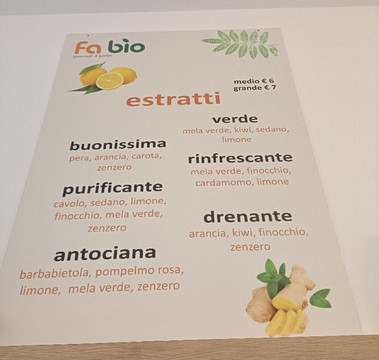 Fa bio
medio € 6
grande € 7
estratti
buonissima
pera, arancia, carota,
zenzero
purificante
cavolo, sedano, limone,
finocchio, mela verde,
zenzero
antociana
barbabietola, pompelmo rosa,
limone, mela verde, zenzero
verde
mela verde, kiwi, sedano,
limone
rinfrescante
mela verde, finocchio,
cardamomo, limone
drenante
arancia, kiwi, finocchio,
zenzero